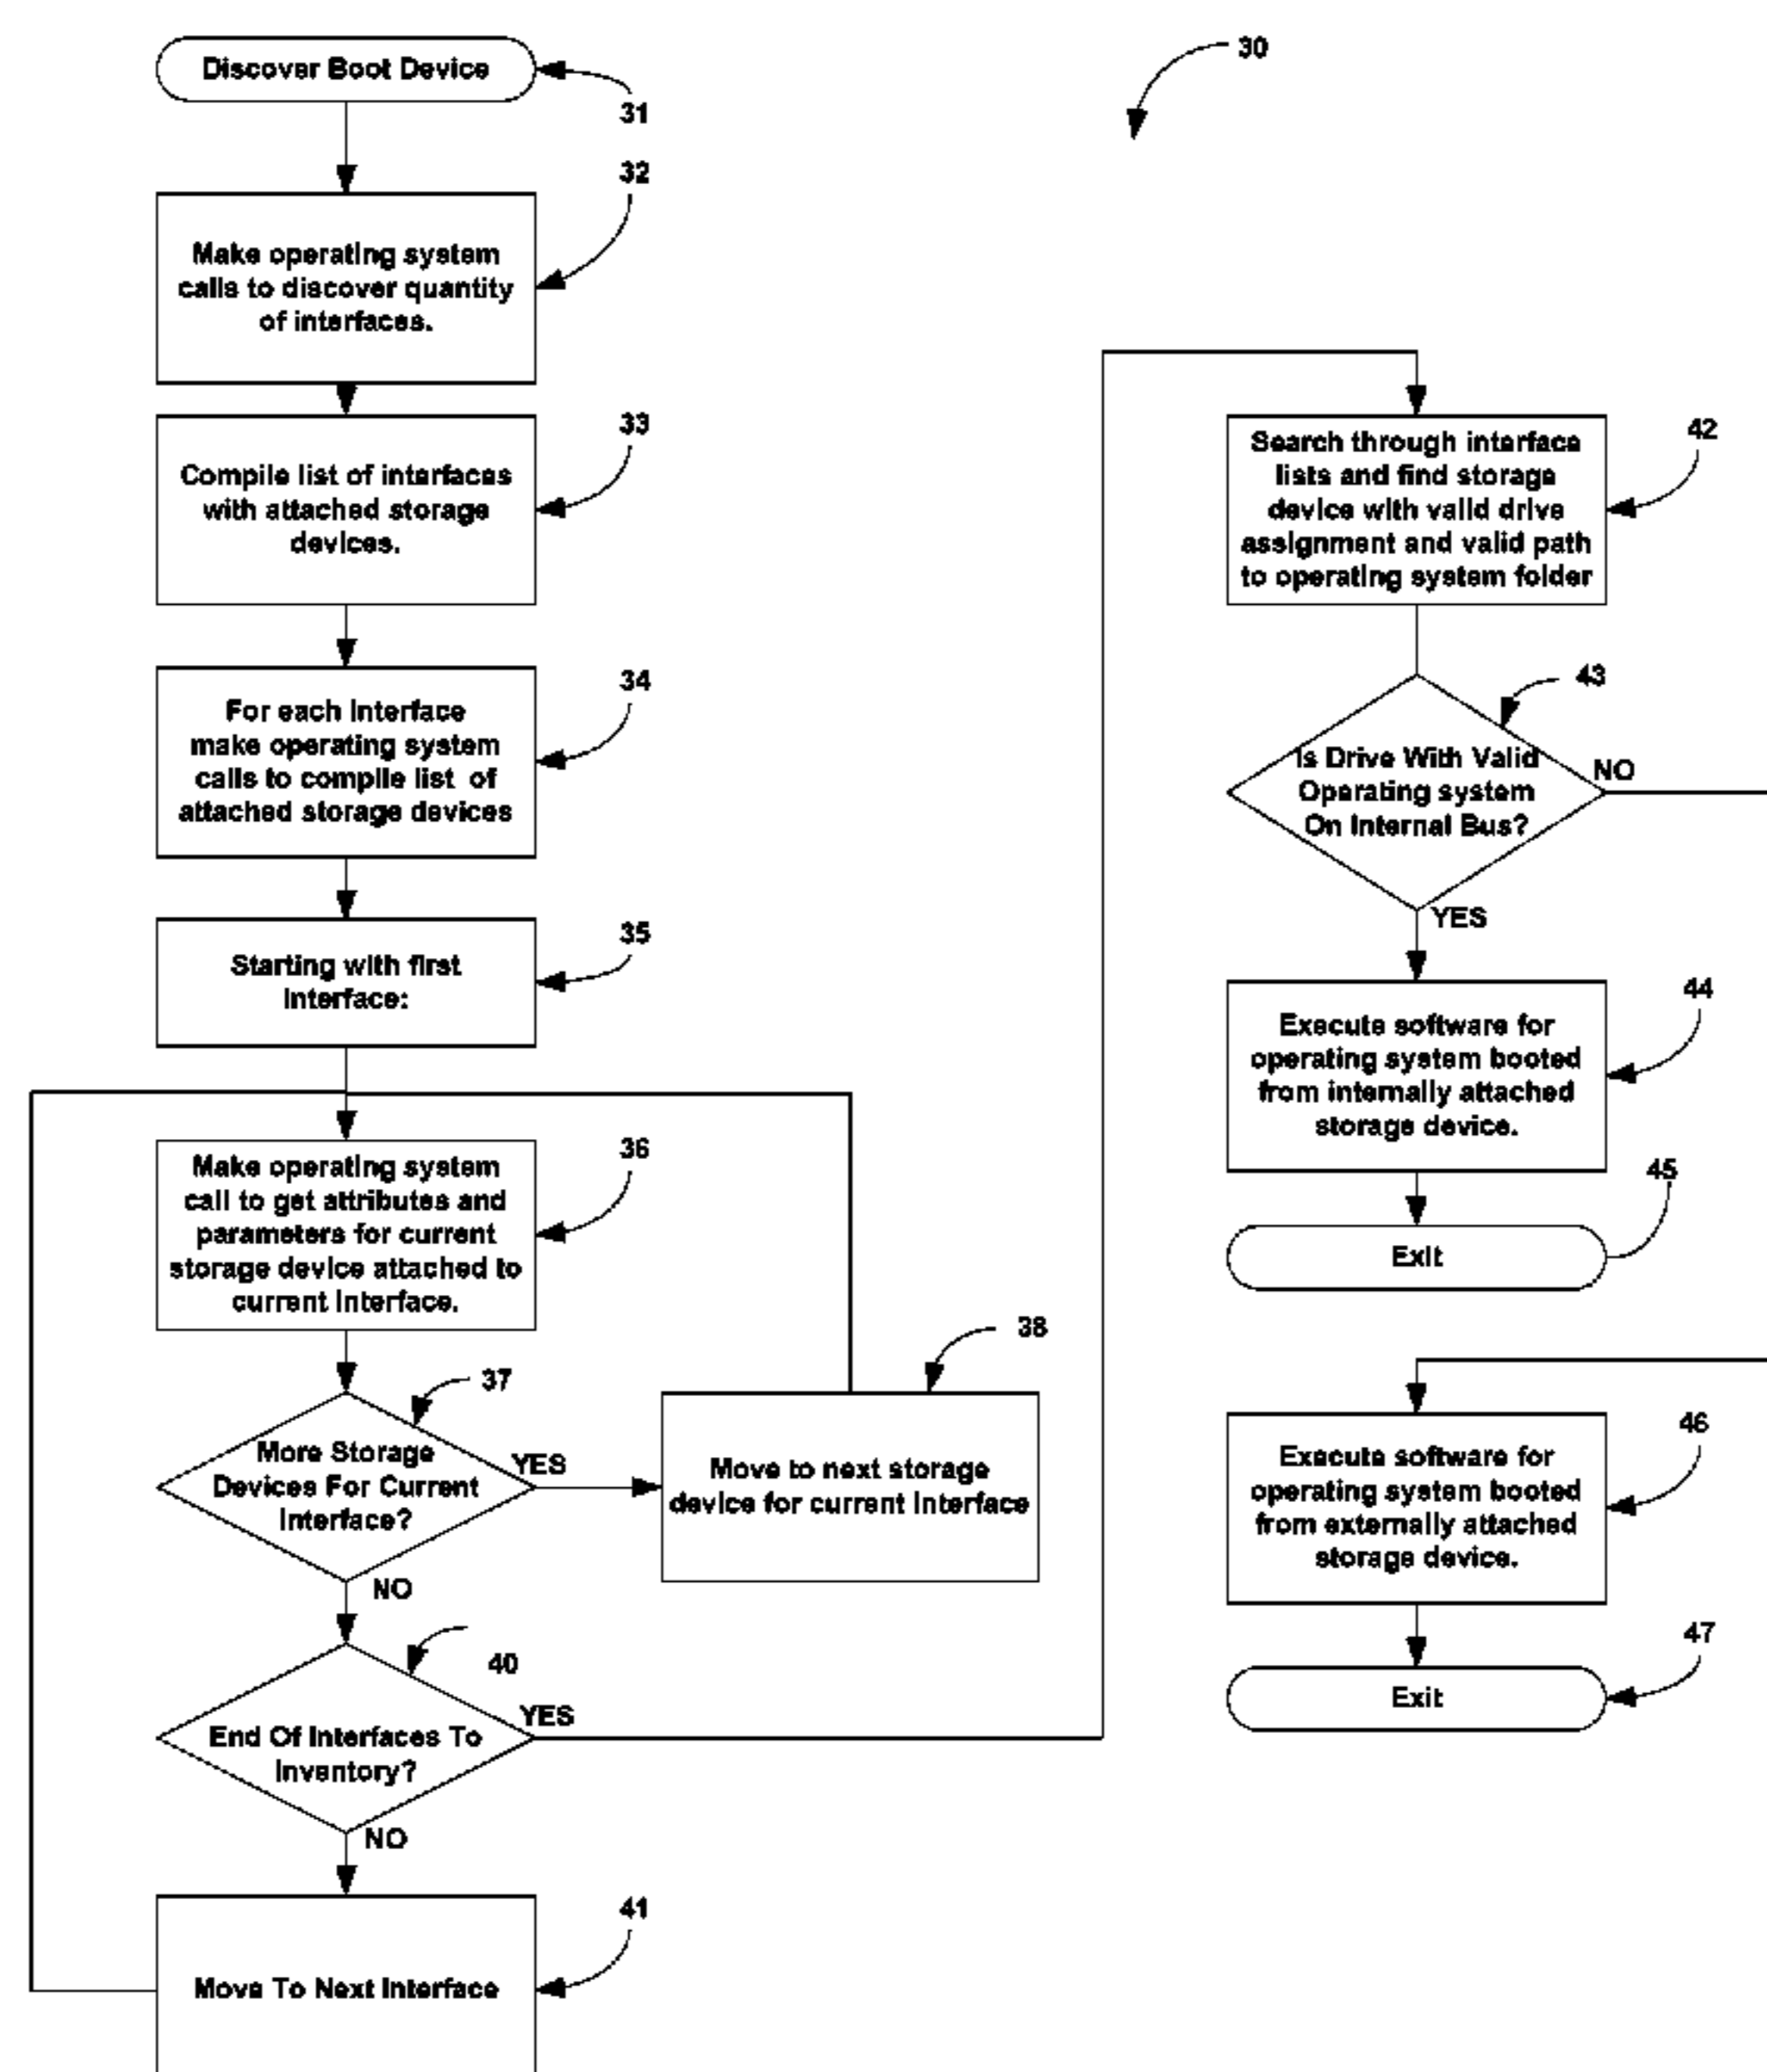 Discover Boot Device
31
30
32
Make operating system
calls to discover quantity
of interfaces.
33
Compile list of interfaces
with attached storage
devices.
34
For each interface
make operating system
calls to compile list of
attached storage devices
35
Starting with first
interface:
36
Make operating system
call to get attributes and
parameters for current
storage device attached to
current interface.
37
More Storage
Devices For Current
Interface?
YES
NO
38
Move to next storage
device for current interface
40
End Of Interfaces To
Inventory?
YES
NO
41
Move To Next Interface
42
Search through interface
lists and find storage
device with valid drive
assignment and valid path
to operating system folder
43
Is Drive With Valid
Operating system
On Internal Bus?
NO
YES
44
Execute software for
operating system booted
from internally attached
storage device.
45
Exit
46
Execute software for
operating system booted
from externally attached
storage device.
47
Exit